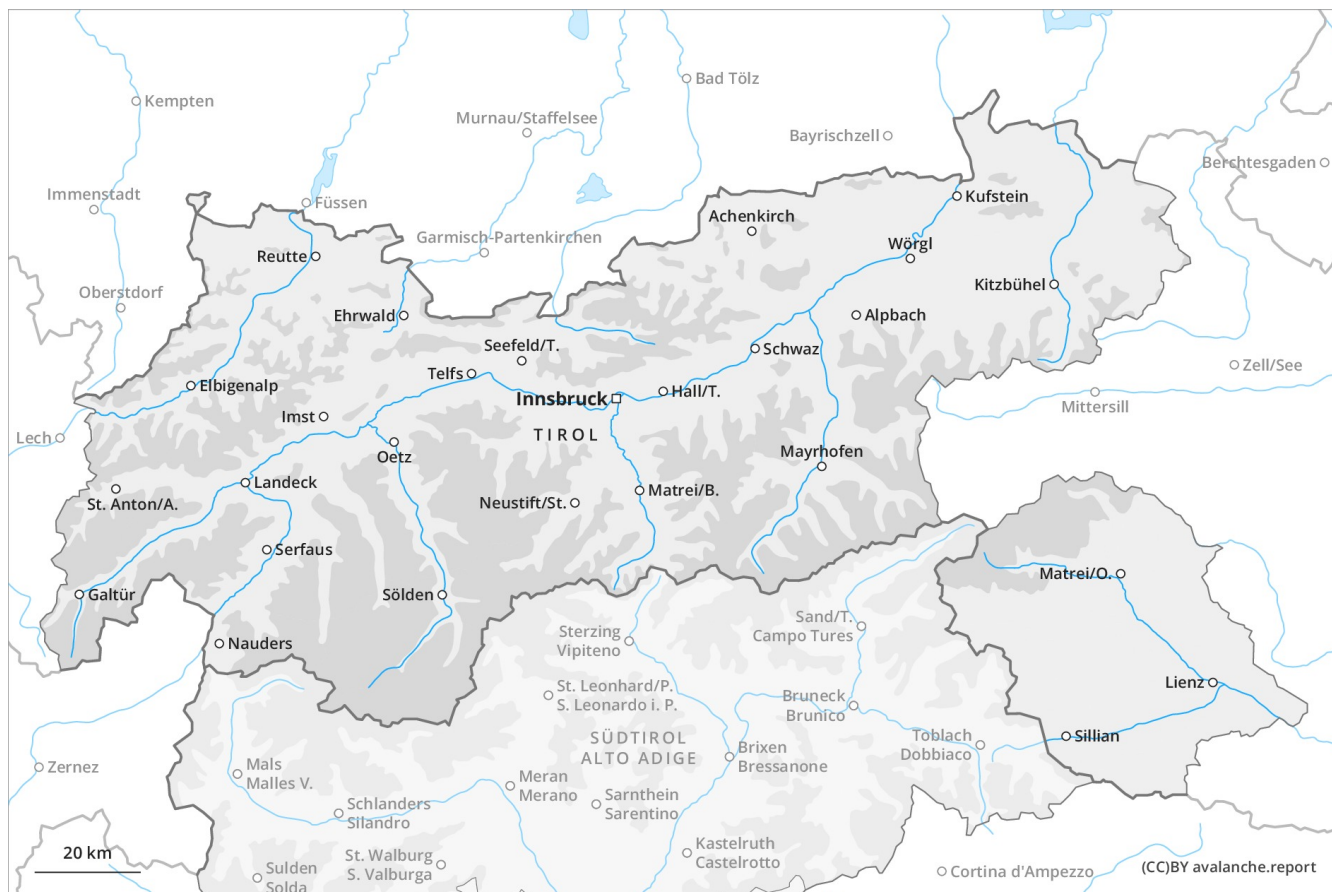 Kempten
Bad Tölz
Murnau/Staffelsee
Bayrischzell
Berchtesgaden
Immenstadt
Füssen
Kufstein
Achenkirch
Garmisch-Partenkirchen
Wörgl
Reutte
Oberstdorf
Kitzbühel
Ehrwald
Alpbach
Seefeld/T.
Schwaz
Zell/See
Telfs
Elbigenalp
Hall/T.
Innsbruck
Mittersill
Imst
TIROL
Lech
Oetz
Mayrhofen
Landeck
St. Anton/A.
Matrei/B.
Neustift/St.
Serfaus
Matrei/O.
Galtür
Sölden
Sand/T.
Campo Tures
Sterzing
Vipiteno
Nauders
Lienz
St. Leonhard/P.
S. Leonardo i. P.
Bruneck
Brunico
Toblach
Dobbiaco
Sillian
SÜDTIROL
ALTO ADIGE
Brixen
Bressanone
Zernez
Mals
Malles V.
Meran
Merano
Sarnthein
Sarentino
Schlanders
Silandro
Kastelruth
Castelrotto
20 km
St. Walburg
S. Valburga
Sulden
Solda
Cortina d'Ampezzo
(CC)BY avalanche.report